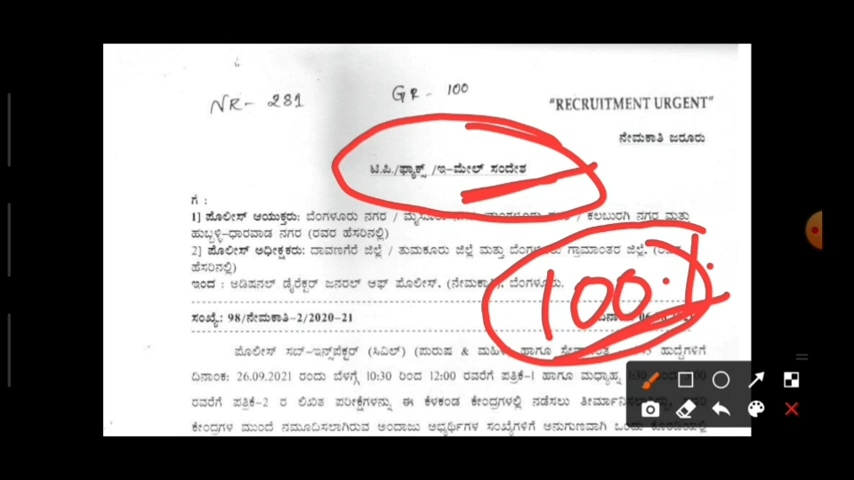 NR- 281
GR - 100
"RECRUITMENT URGENT"
ನೇಮಕಾತಿ ಜರೂರು
ಟಿ.ಪಿ./ಫ್ಯಾಕ್ಸ್ /ಇ-ಮೇಲ್ ಸಂದೇಶ
ಗೆ :
1] ಪೊಲೀಸ್ ಆಯುಕ್ತರು: ಬೆಂಗಳೂರು ನಗರ / ಕಲಬುರಗಿ ನಗರ ಮತ್ತು
ಹುಬ್ಬಳ್ಳಿ-ಧಾರವಾಡ ನಗರ (ರವರ ಹೆಸರಿನಲ್ಲಿ)
2] ಪೊಲೀಸ್ ಅಧೀಕ್ಷಕರು: ದಾವಣಗೆರೆ ಜಿಲ್ಲೆ / ತುಮಕೂರು ಜಿಲ್ಲೆ ಮತ್ತು ಬೆಂಗಳೂರು ಗ್ರಾಮಾಂತರ ಜಿಲ್ಲೆ. (ರವರ
ಹೆಸರಿನಲ್ಲಿ)
ಇಂದ : ಅಡಿಷನಲ್ ಡೈರೆಕ್ಟರ್ ಜನರಲ್ ಆಫ್ ಪೊಲೀಸ್. (ನೇಮಕಾತಿ). ಬೆಂಗಳೂರು.
100%
ಸಂಖ್ಯೆ: 98/ನೇಮಕಾತಿ-2/2020-21
ಪೊಲೀಸ್ ಸಬ್-ಇನ್ಸ್‌ಪೆಕ್ಟರ್ (ಸಿವಿಲ್) (ಪುರುಷ & ಹಾಗೂ ಹುದ್ದೆಗಳಿಗೆ
ದಿನಾಂಕ: 26.09.2021 ರಂದು ಬೆಳಗ್ಗೆ 10:30 ರಿಂದ 12:00 ರವರೆಗೆ ಪತ್ರಿಕೆ-1 ಹಾಗೂ ಮಧ್ಯಾಹ್ನ
ರವರೆಗೆ ಪತ್ರಿಕೆ-2 ರ ಲಿಖಿತ ಪರೀಕ್ಷೆಗಳನ್ನು ಈ ಕೆಳಕಂಡ ಕೇಂದ್ರಗಳಲ್ಲಿ ನಡೆಸಲು
ಕೇಂದ್ರಗಳ ಮುಂದೆ ನಮೂದಿಸಲಾಗಿರುವ ಅಂದಾಜು ಅಭ್ಯರ್ಥಿಗಳ ಸಂಖ್ಯೆಗಳಿಗೆ ಅನುಗುಣವಾಗಿ